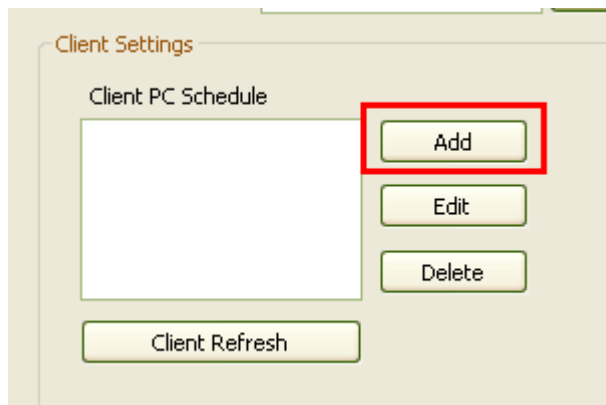 Client Settings
Client PC Schedule
Add
Edit
Delete
Client Refresh